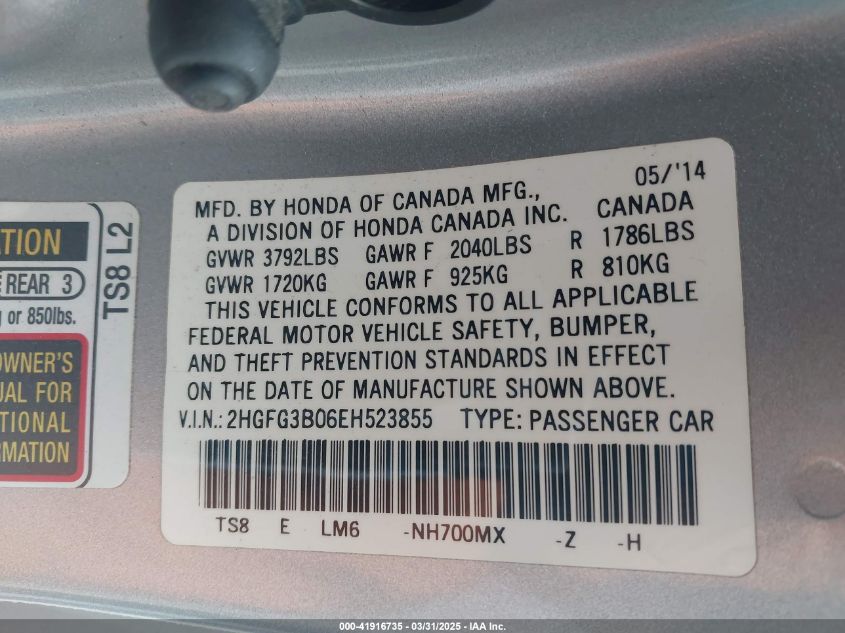 ATION
REAR 3
or 850lbs.
OWNER'S
UAL FOR
TIONAL
RMATION
TS8 L2
05/'14
MFD. BY HONDA OF CANADA MFG.,
A DIVISION OF HONDA CANADA INC. CANADA
GVWR 3792LBS GAWR F 2040LBS R 1786LBS
GVWR 1720KG GAWR F 925KG R 810KG
THIS VEHICLE CONFORMS TO ALL APPLICABLE
FEDERAL MOTOR VEHICLE SAFETY, BUMPER,
AND THEFT PREVENTION STANDARDS IN EFFECT
ON THE DATE OF MANUFACTURE SHOWN ABOVE.
V.I.N.: 2HGFG3B06EH523855 TYPE: PASSENGER CAR
TS8 E LM6 -NH700MX -Z -H
000-41916735 - 03/31/2025 - IAA Inc.